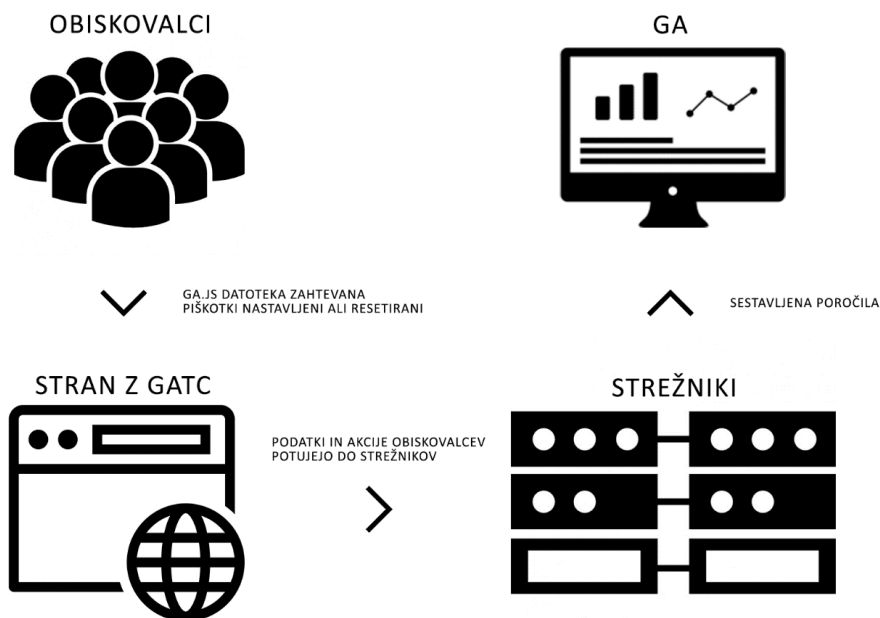 OBISKOVALCI
GA
GA.JS DATOTEKA ZAHTEVANA
PIŠKOTKI NASTAVLJENI ALI RESETIRANI
SESTAVLJENA POROČILA
STRAN Z GATC
STREŽNIKI
PODATKI IN AKCIJE OBISKOVALCEV
POTUJEJO DO STREŽNIKOV